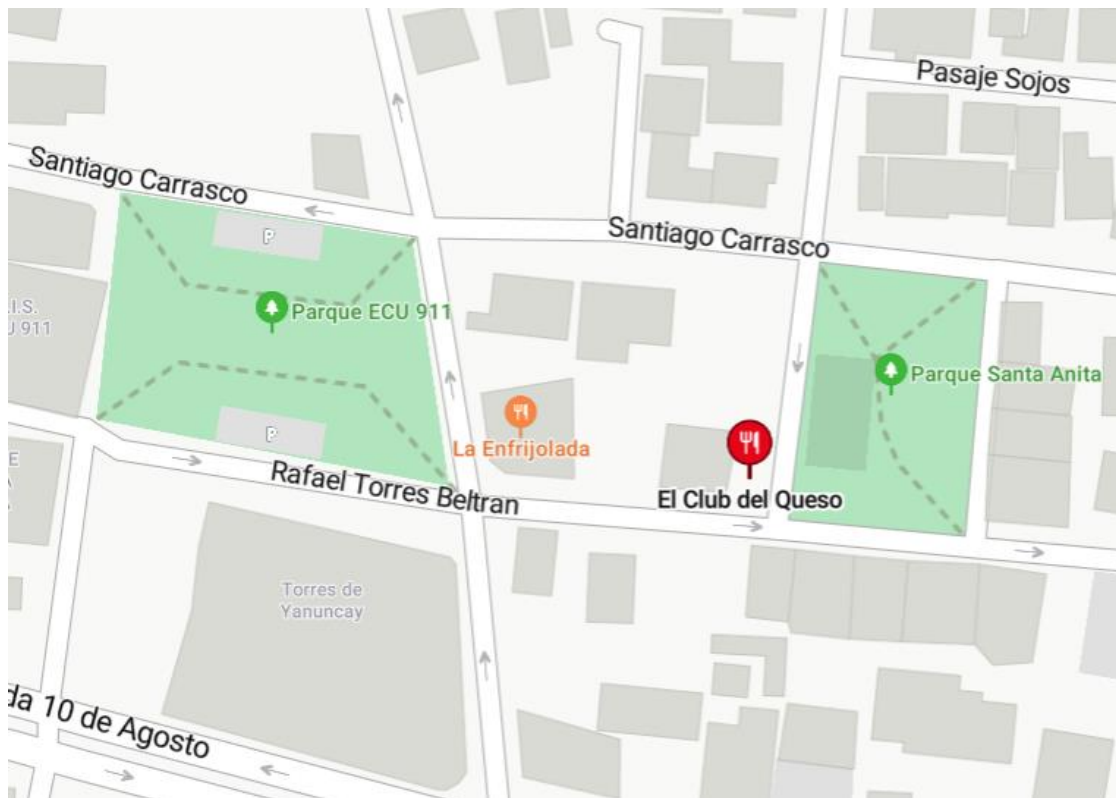 Pasaje Sojos
Santiago Carrasco
Santiago Carrasco
P
Parque ECU 911
.I.S.
J 911
Parque Santa Anita
La Enfrijolada
P
El Club del Queso
Rafael Torres Beltran
E
Torres de
Yanuncay
da 10 de Agosto